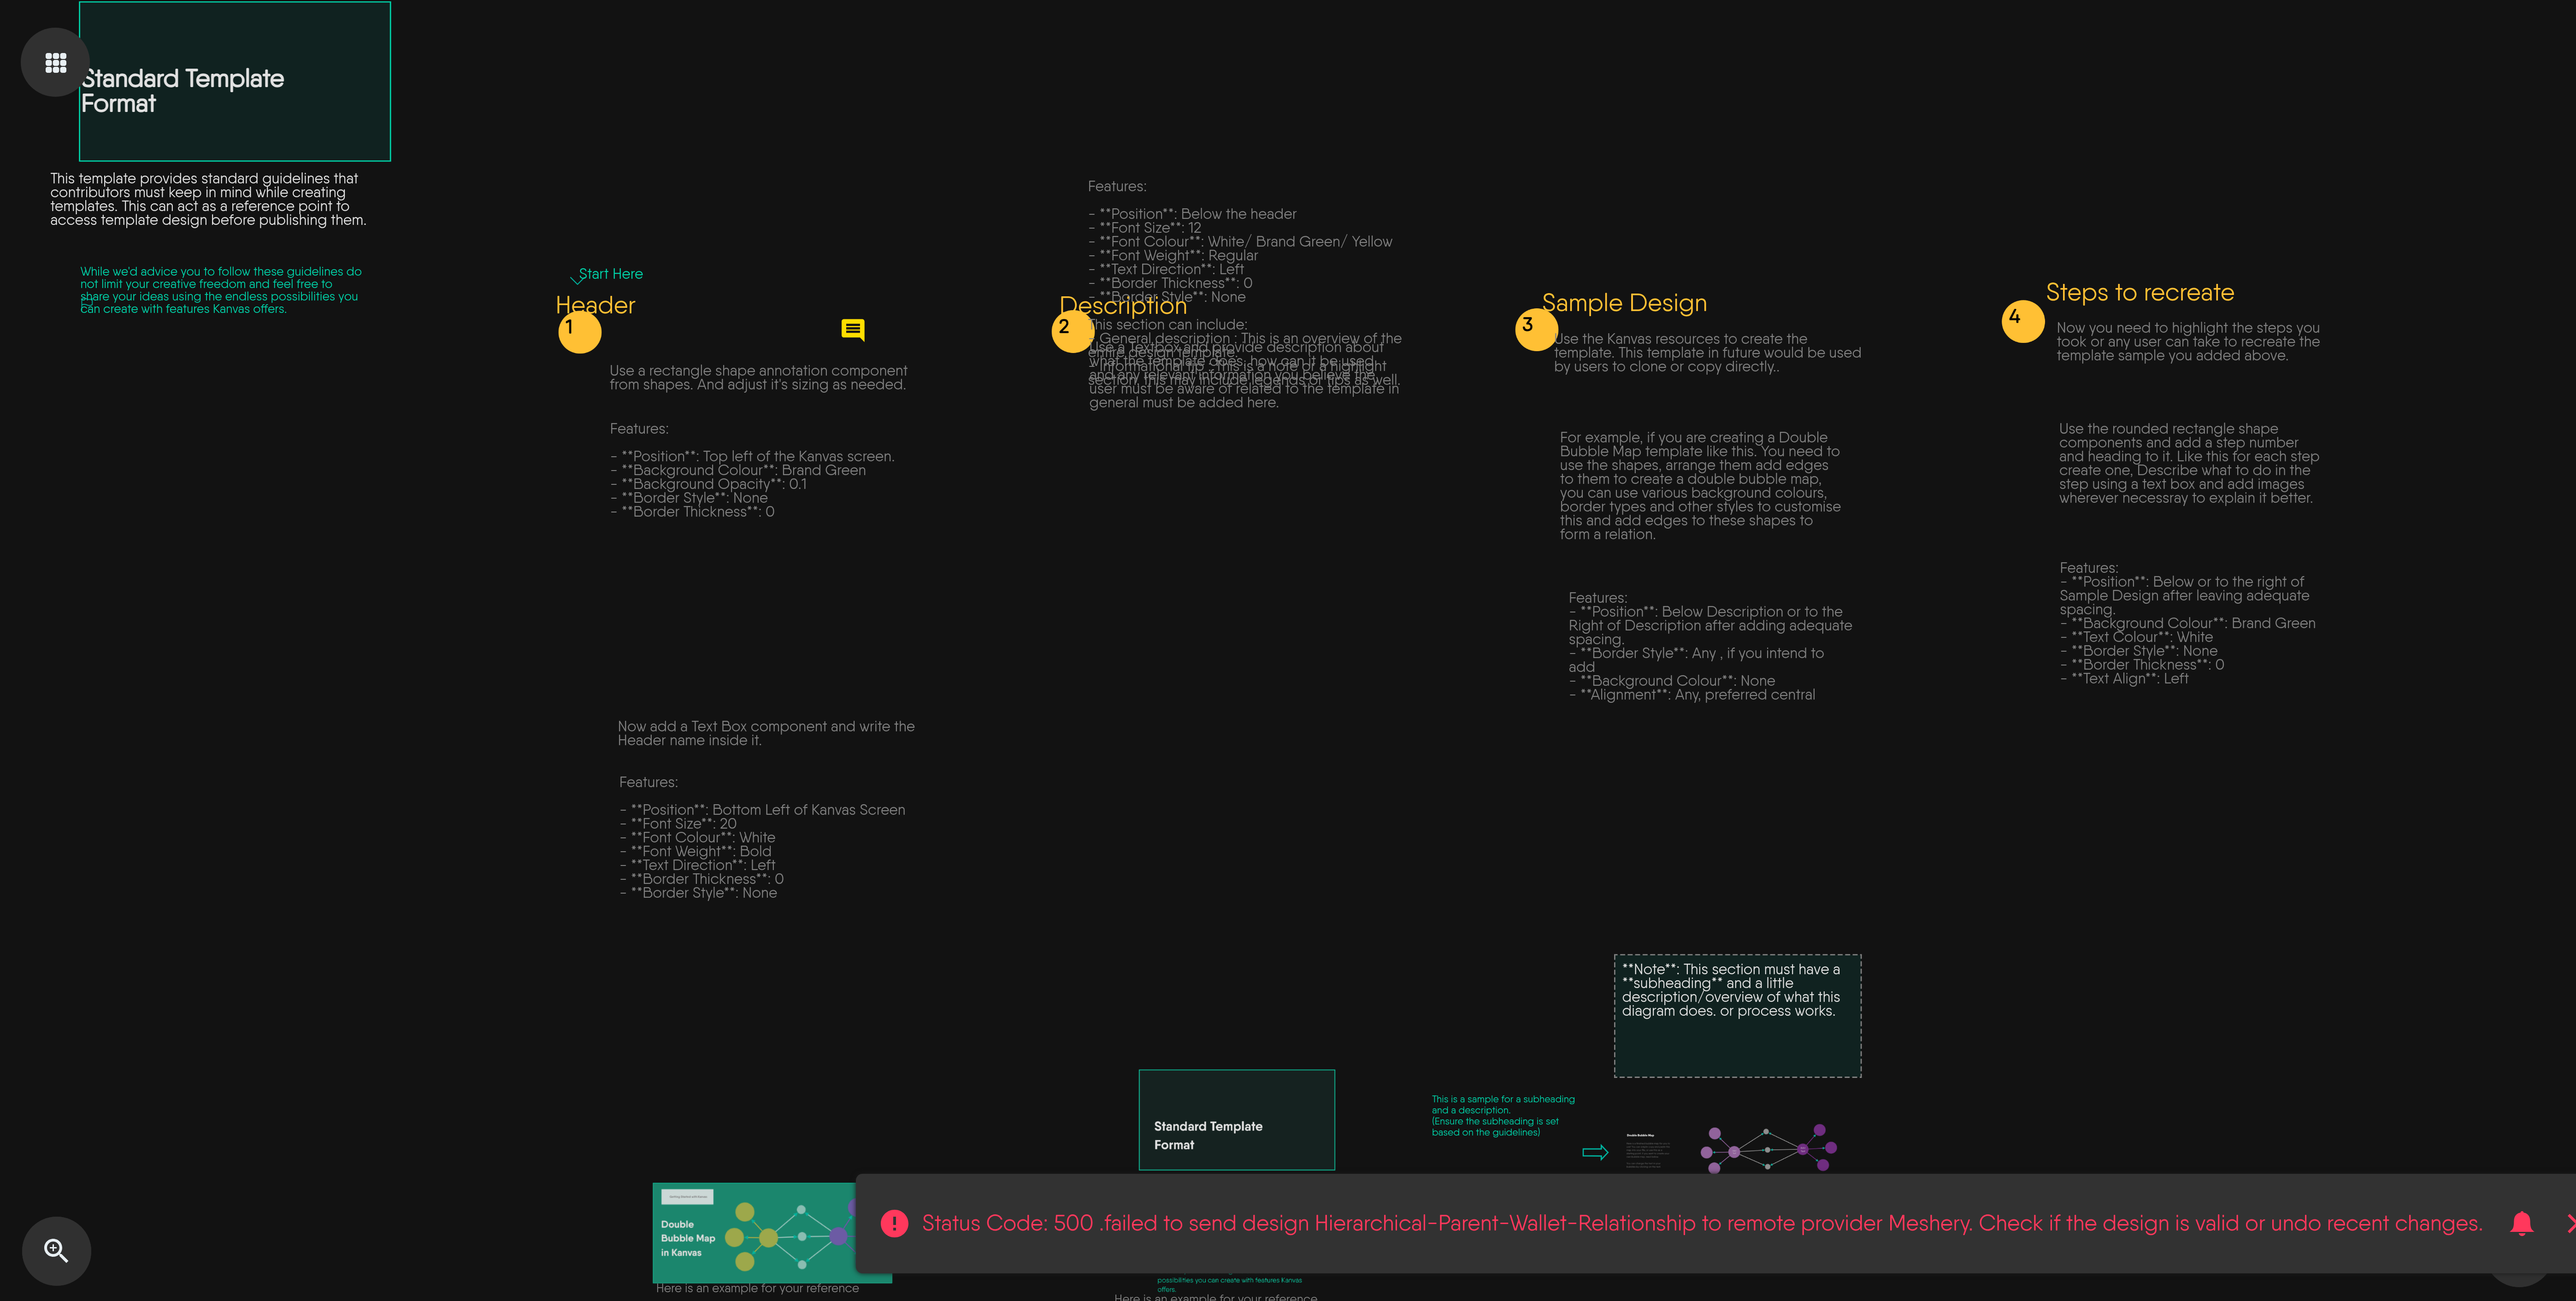 Standard Template
Format
This template provides standard guidelines that
contributors must keep in mind while creating
templates. This can act as a reference point to
access template design before publishing them.
While we'd advice you to follow these guidelines do
not limit your creative freedom and feel free to
share your ideas using the endless possibilities you
can create with features Kanvas offers.
Start Here
Header
1
Use a rectangle shape annotation component
from shapes. And adjust it's sizing as needed.
Features:
- **Position**: Top left of the Kanvas screen.
- **Background Colour**: Brand Green
- **Background Opacity**: 0.1
- **Border Style**: None
- **Border Thickness**: 0
Now add a Text Box component and write the
Header name inside it.
Features:
- **Position**: Bottom Left of Kanvas Screen
- **Font Size**: 20
- **Font Colour**: White
- **Font Weight**: Bold
- **Text Direction**: Left
- **Border Thickness**: 0
- **Border Style**: None
Features:
- **Position**: Below the header
- **Font Size**: 12
- **Font Colour**: White/ Brand Green/ Yellow
- **Font Weight**: Regular
- **Text Direction**: Left
- **Border Thickness**: 0
- **Border Style**: None
Description
2
This section can include:
- General description : This is an overview of the
entire design template.
- Informational tip : This is a note or a highlight
section, this may include legends or tips as well.
Use a Textbox and provide description about
what the template does, how can it be used
and any relevant information you believe the
user must be aware of related to the template in
general must be added here.
Sample Design
3
Use the Kanvas resources to create the
template. This template in future would be used
by users to clone or copy directly..
For example, if you are creating a Double
Bubble Map template like this. You need to
use the shapes, arrange them add edges
to them to create a double bubble map,
you can use various background colours,
border types and other styles to customise
this and add edges to these shapes to
form a relation.
Features:
- **Position**: Below Description or to the
Right of Description after adding adequate
spacing.
- **Border Style**: Any , if you intend to
add
- **Background Colour**: None
- **Alignment**: Any, preferred central
Steps to recreate
4
Now you need to highlight the steps you
took or any user can take to recreate the
template sample you added above.
Use the rounded rectangle shape
components and add a step number
and heading to it. Like this for each step
create one, Describe what to do in the
step using a text box and add images
wherever necessray to explain it better.
Features:
- **Position**: Below or to the right of
Sample Design after leaving adequate
spacing.
- **Background Colour**: Brand Green
- **Text Colour**: White
- **Border Style**: None
- **Border Thickness**: 0
- **Text Align**: Left
**Note**: This section must have a
**subheading** and a little
description/overview of what this
diagram does. or process works.
This is a sample for a subheading
and a description.
(Ensure the subheading is set
based on the guidelines)
Double Bubble Map
Standard Template
Format
Double
Bubble Map
in Kanvas
Here is an example for your reference
Status Code: 500 .failed to send design Hierarchical-Parent-Wallet-Relationship to remote provider Meshery. Check if the design is valid or undo recent changes.
possibilities you can create with features Kanvas
offers.
Here is an example for your reference